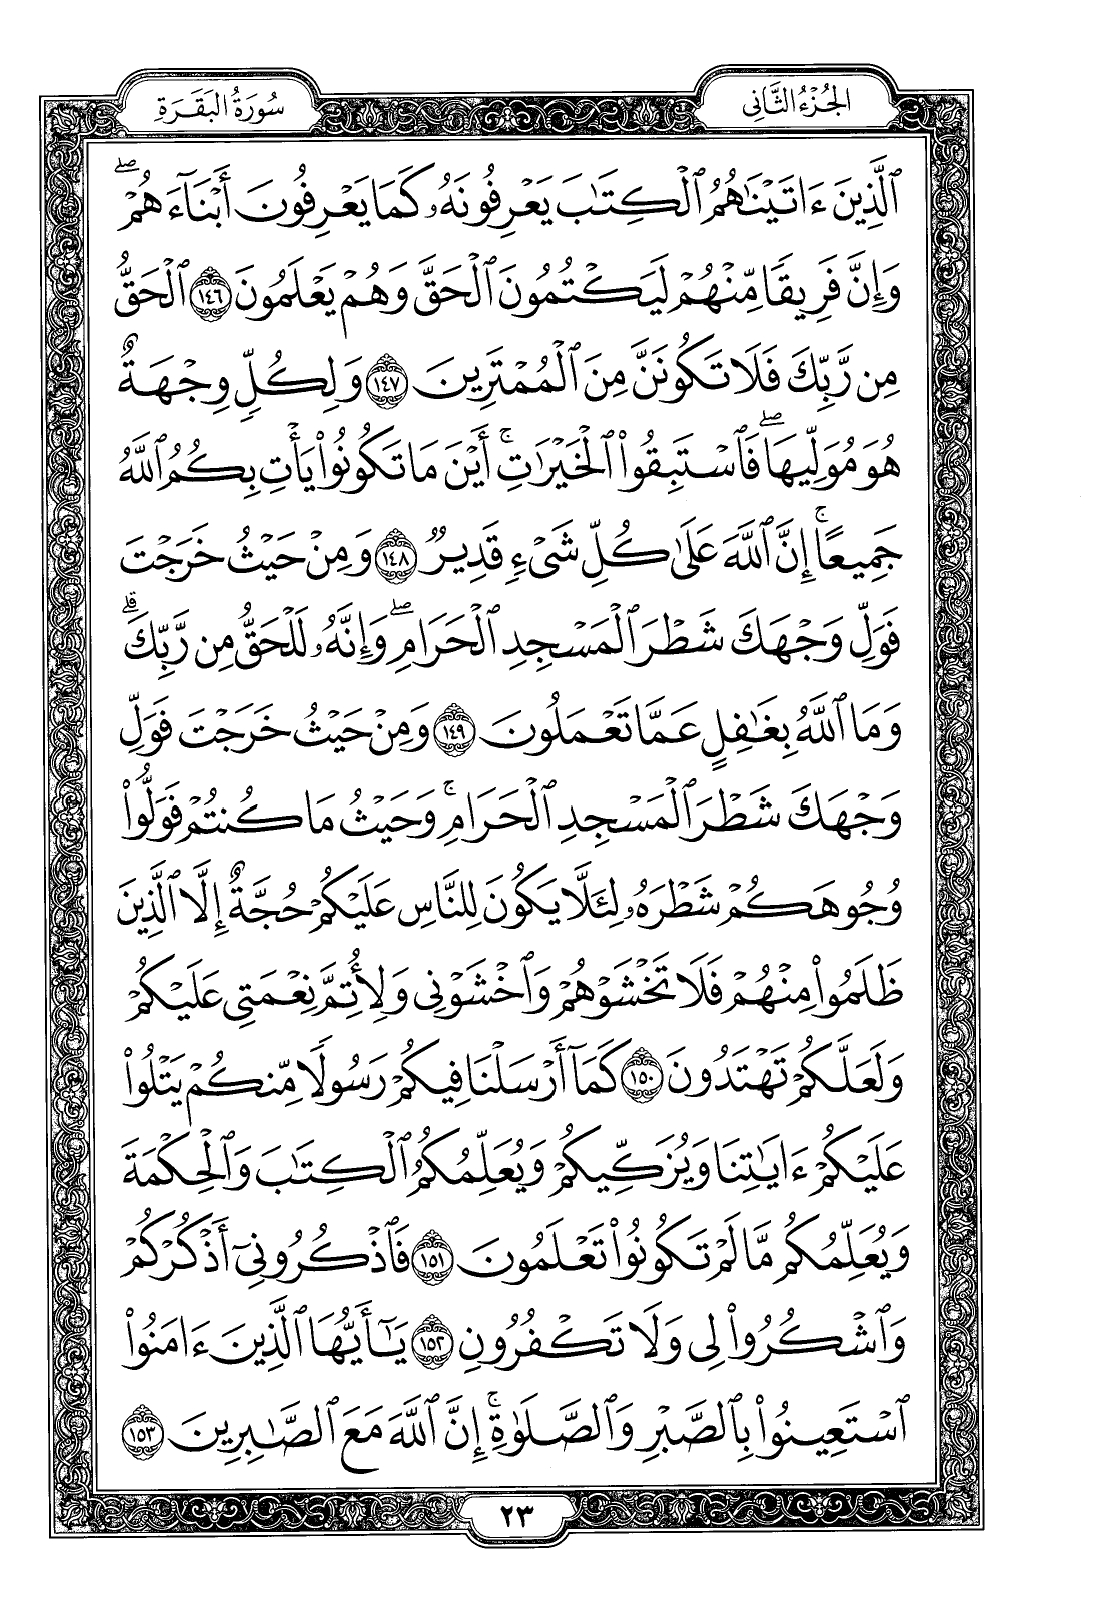 الجُزْءُ الثَّانِي
سُورَةُ البَقَرَةِ
ٱلَّذِينَ ءَاتَيْنَٰهُمُ ٱلْكِتَٰبَ يَعْرِفُونَهُۥ كَمَا يَعْرِفُونَ أَبْنَآءَهُمْ ۖ
وَإِنَّ فَرِيقًا مِّنْهُمْ لَيَكْتُمُونَ ٱلْحَقَّ وَهُمْ يَعْلَمُونَ ١٤٦ ٱلْحَقُّ
مِن رَّبِّكَ فَلَا تَكُونَنَّ مِنَ ٱلْمُمْتَرِينَ ١٤٧ وَلِكُلٍّ وِجْهَةٌ
هُوَ مُوَلِّيهَا ۖ فَٱسْتَبِقُوا۟ ٱلْخَيْرَٰتِ ۚ أَيْنَ مَا تَكُونُوا۟ يَأْتِ بِكُمُ ٱللَّهُ
جَمِيعًا ۚ إِنَّ ٱللَّهَ عَلَىٰ كُلِّ شَىْءٍ قَدِيرٌ ١٤٨ وَمِنْ حَيْثُ خَرَجْتَ
فَوَلِّ وَجْهَكَ شَطْرَ ٱلْمَسْجِدِ ٱلْحَرَامِ ۖ وَإِنَّهُۥ لَلْحَقُّ مِن رَّبِّكَ ۗ
وَمَا ٱللَّهُ بِغَٰفِلٍ عَمَّا تَعْمَلُونَ ١٤٩ وَمِنْ حَيْثُ خَرَجْتَ فَوَلِّ
وَجْهَكَ شَطْرَ ٱلْمَسْجِدِ ٱلْحَرَامِ ۚ وَحَيْثُ مَا كُنتُمْ فَوَلُّوا۟
وُجُوهَكُمْ شَطْرَهُۥ لِئَلَّا يَكُونَ لِلنَّاسِ عَلَيْكُمْ حُجَّةٌ إِلَّا ٱلَّذِينَ
ظَلَمُوا۟ مِنْهُمْ فَلَا تَخْشَوْهُمْ وَٱخْشَوْنِى وَلِأُتِمَّ نِعْمَتِى عَلَيْكُمْ
وَلَعَلَّكُمْ تَهْتَدُونَ ١٥٠ كَمَآ أَرْسَلْنَا فِيكُمْ رَسُولًا مِّنكُمْ يَتْلُوا۟
عَلَيْكُمْ ءَايَٰتِنَا وَيُزَكِّيكُمْ وَيُعَلِّمُكُمُ ٱلْكِتَٰبَ وَٱلْحِكْمَةَ
وَيُعَلِّمُكُم مَّا لَمْ تَكُونُوا۟ تَعْلَمُونَ ١٥١ فَٱذْكُرُونِىٓ أَذْكُرْكُمْ
وَٱشْكُرُوا۟ لِى وَلَا تَكْفُرُونِ ١٥٢ يَٰٓأَيُّهَا ٱلَّذِينَ ءَامَنُوا۟
ٱسْتَعِينُوا۟ بِٱلصَّبْرِ وَٱلصَّلَوٰةِ ۚ إِنَّ ٱللَّهَ مَعَ ٱلصَّٰبِرِينَ ١٥٣
٢٣